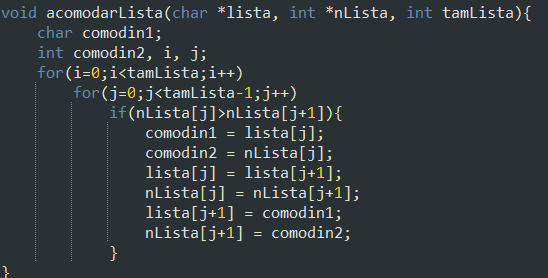 void acomodarLista(char *lista, int *nLista, int tamLista){
    char comodin1;
    int comodin2, i, j;
    for(i=0;i<tamLista;i++)
        for(j=0;j<tamLista-1;j++)
            if(nLista[j]>nLista[j+1]){
                comodin1 = lista[j];
                comodin2 = nLista[j];
                lista[j] = lista[j+1];
                nLista[j] = nLista[j+1];
                lista[j+1] = comodin1;
                nLista[j+1] = comodin2;
            }
}